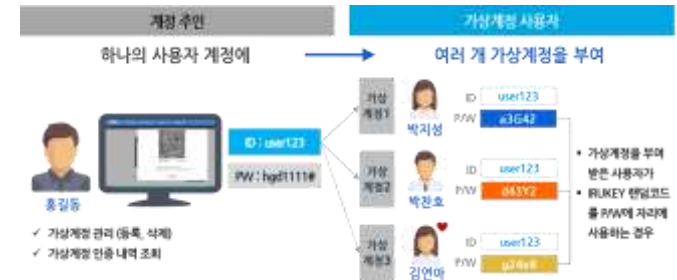 계정 주인
가상계정 사용자
하나의 사용자 계정에
여러 개 가상계정을 부여
홍길동
ID : user123
PW : hgd1111#
✓ 가상계정 관리 (등록, 삭제)
✓ 가상계정 인증 내역 조회
가상
계정1
박지성
ID user123
P/W a3G42
가상
계정2
박찬호
ID user123
P/W d63Y2
가상
계정3
김연아
ID user123
P/W
• 가상계정을 부여
받은 사용자가
• IRUKEY 랜덤코드
를 P/W에 자리에
사용하는 경우